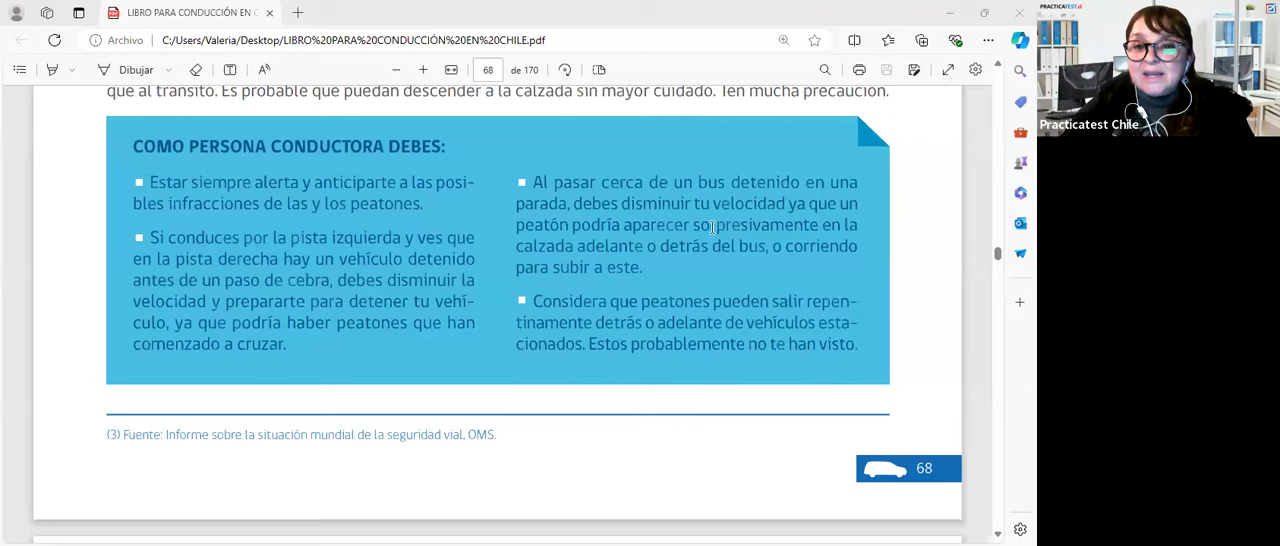 LIBRO PARA CONDUCCIÓN EN C
Archivo
C:/Users/Valeria/Desktop/LIBRO%20PARA%20CONDUCCIÓN%20EN%20CHILE.pdf
Dibujar
68
de 170
que al tránsito. Es probable que puedan descender a la calzada sin mayor cuidado. Ten mucha precaución.
COMO PERSONA CONDUCTORA DEBES:
Estar siempre alerta y anticiparte a las posi-
bles infracciones de las y los peatones.
Si conduces por la pista izquierda y ves que
en la pista derecha hay un vehículo detenido
antes de un paso de cebra, debes disminuir la
velocidad y prepararte para detener tu vehí-
culo, ya que podría haber peatones que han
comenzado a cruzar.
Al pasar cerca de un bus detenido en una
parada, debes disminuir tu velocidad ya que un
peatón podría aparecer sorpresivamente en la
calzada adelante o detrás del bus, o corriendo
para subir a este.
Considera que peatones pueden salir repen-
tinamente detrás o adelante de vehículos esta-
cionados. Estos probablemente no te han visto.
(3) Fuente: Informe sobre la situación mundial de la seguridad vial, OMS.
68
PRACTICATEST.cl
Practicatest Chile